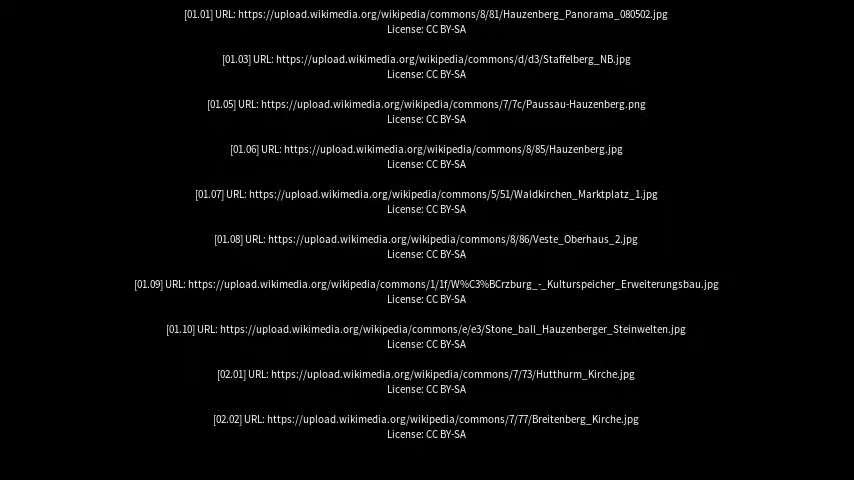 [01.01] URL: https://upload.wikimedia.org/wikipedia/commons/8/81/Hauzenberg_Panorama_080502.jpg
License: CC BY-SA
[01.03] URL: https://upload.wikimedia.org/wikipedia/commons/d/d3/Staffelberg_NB.jpg
License: CC BY-SA
[01.05] URL: https://upload.wikimedia.org/wikipedia/commons/7/7c/Paussau-Hauzenberg.png
License: CC BY-SA
[01.06] URL: https://upload.wikimedia.org/wikipedia/commons/8/85/Hauzenberg.jpg
License: CC BY-SA
[01.07] URL: https://upload.wikimedia.org/wikipedia/commons/5/51/Waldkirchen_Marktplatz_1.jpg
License: CC BY-SA
[01.08] URL: https://upload.wikimedia.org/wikipedia/commons/8/86/Veste_Oberhaus_2.jpg
License: CC BY-SA
[01.09] URL: https://upload.wikimedia.org/wikipedia/commons/1/1f/W%C3%BCrzburg_-_Kulturspeicher_Erweiterungsbau.jpg
License: CC BY-SA
[01.10] URL: https://upload.wikimedia.org/wikipedia/commons/e/e3/Stone_ball_Hauzenberger_Steinwelten.jpg
License: CC BY-SA
[02.01] URL: https://upload.wikimedia.org/wikipedia/commons/7/73/Hutthurm_Kirche.jpg
License: CC BY-SA
[02.02] URL: https://upload.wikimedia.org/wikipedia/commons/7/77/Breitenberg_Kirche.jpg
License: CC BY-SA